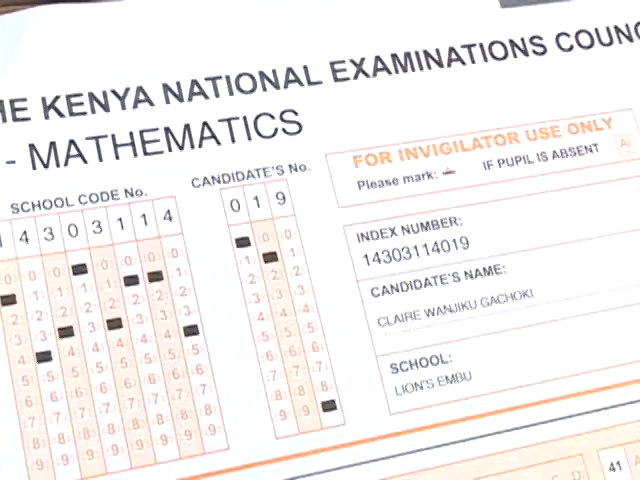 THE KENYA NATIONAL EXAMINATIONS COUNC
- MATHEMATICS
SCHOOL CODE No.
1 4 3 0 3 1 1 4
CANDIDATE'S No.
0 1 9
FOR INVIGILATOR USE ONLY
Please mark: IF PUPIL IS ABSENT
INDEX NUMBER:
14303114019
CANDIDATE'S NAME:
CLAIRE WANJIKU GACHOKI
SCHOOL:
LION'S EMBU
41